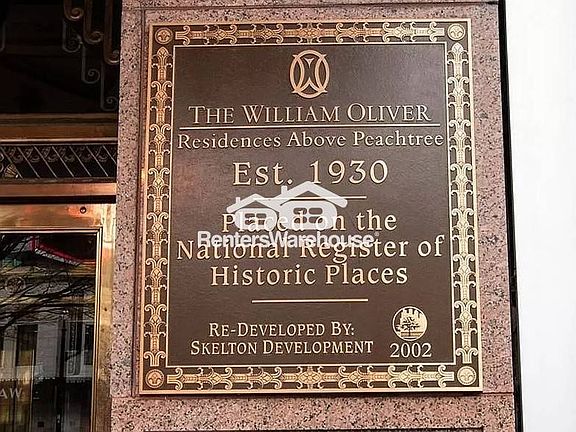 THE WILLIAM OLIVER
RESIDENCES ABOVE PEACHTREE
EST. 1930
PLACED ON THE
RentersWarehouse
NATIONAL REGISTER OF
HISTORIC PLACES
RE-DEVELOPED BY:
SKELTON DEVELOPMENT
2002